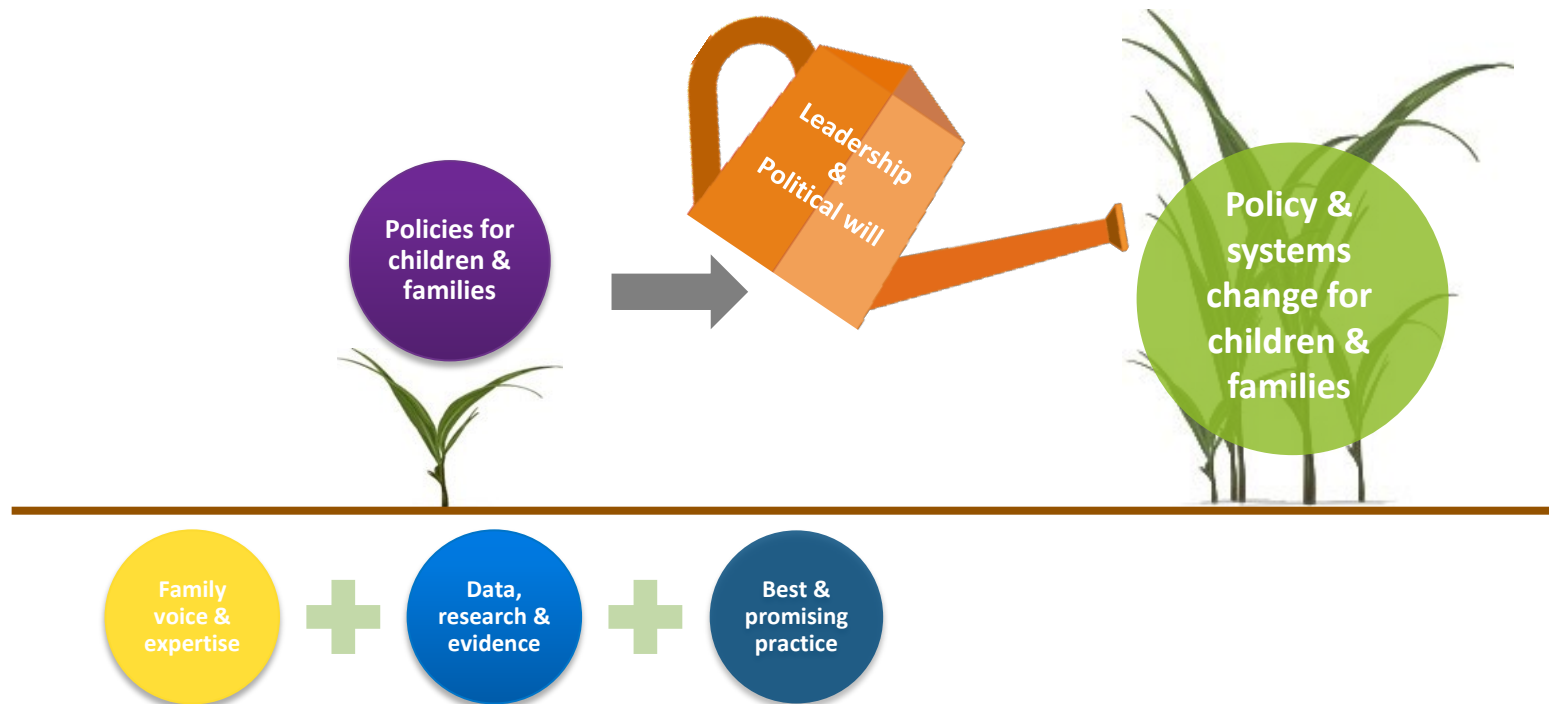 Leadership
&
Political will
Policies for
children &
families
Policy &
systems
change for
children &
families
Family
voice &
expertise
Data,
research &
evidence
Best &
promising
practice